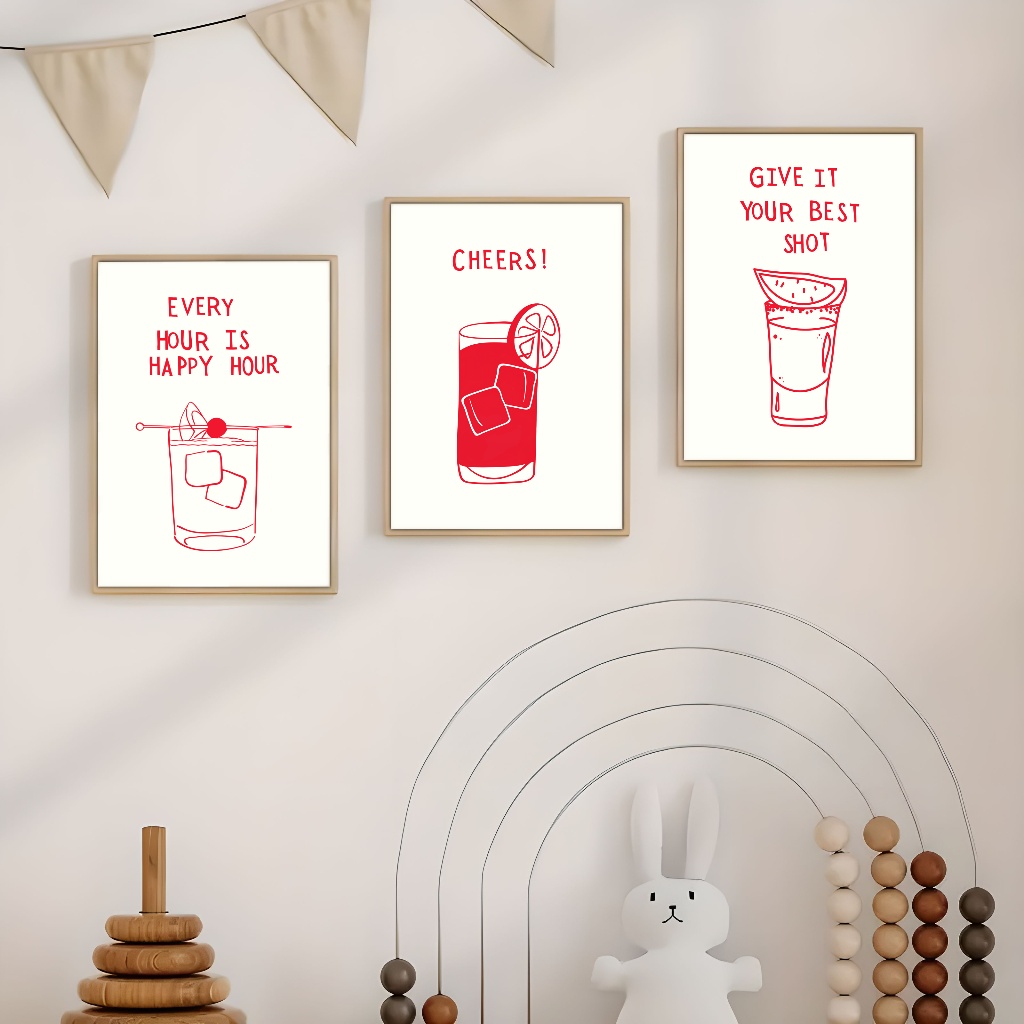 EVERY
HOUR IS
HAPPY HOUR
CHEERS!
GIVE IT
YOUR BEST
SHOT